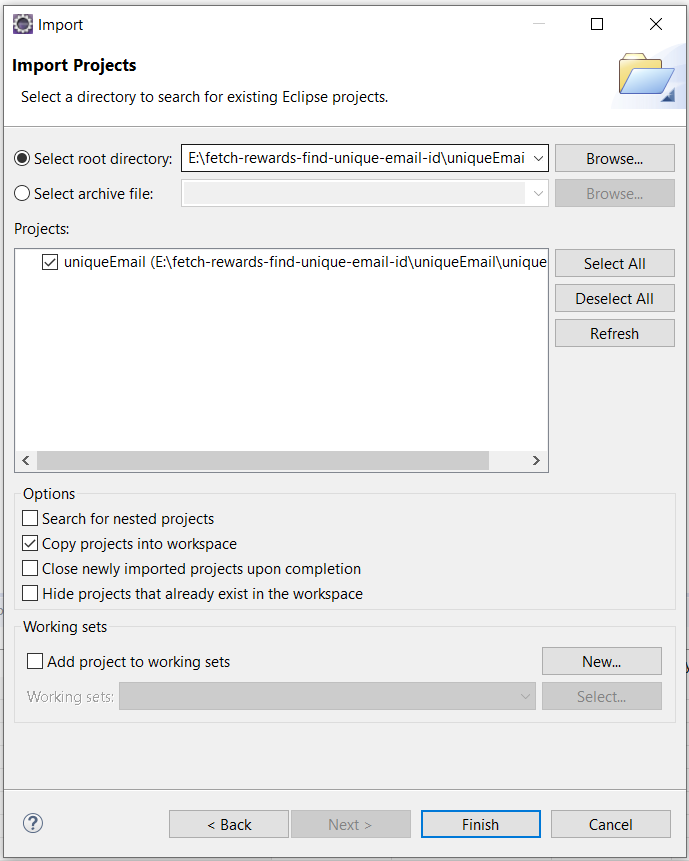 Import
Import Projects
Select a directory to search for existing Eclipse projects.
Select root directory: E:\fetch-rewards-find-unique-email-id\uniqueEmai Browse...
Select archive file: Browse...
Projects:
uniqueEmail (E:\fetch-rewards-find-unique-email-id\uniqueEmail\unique
Select All
Deselect All
Refresh
Options
Search for nested projects
Copy projects into workspace
Close newly imported projects upon completion
Hide projects that already exist in the workspace
Working sets
Add project to working sets New...
Working sets: Select...
? < Back Next > Finish Cancel